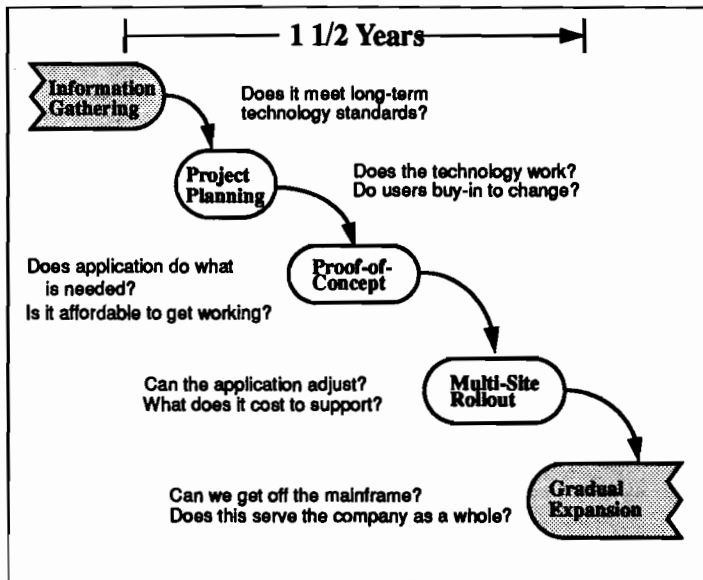 1 1/2 Years
Information
Gathering
Does it meet long-term
technology standards?
Project
Planning
Does the technology work?
Do users buy-in to change?
Proof-of-
Concept
Does application do what
is needed?
Is it affordable to get working?
Multi-Site
Rollout
Can the application adjust?
What does it cost to support?
Gradual
Expansion
Can we get off the mainframe?
Does this serve the company as a whole?